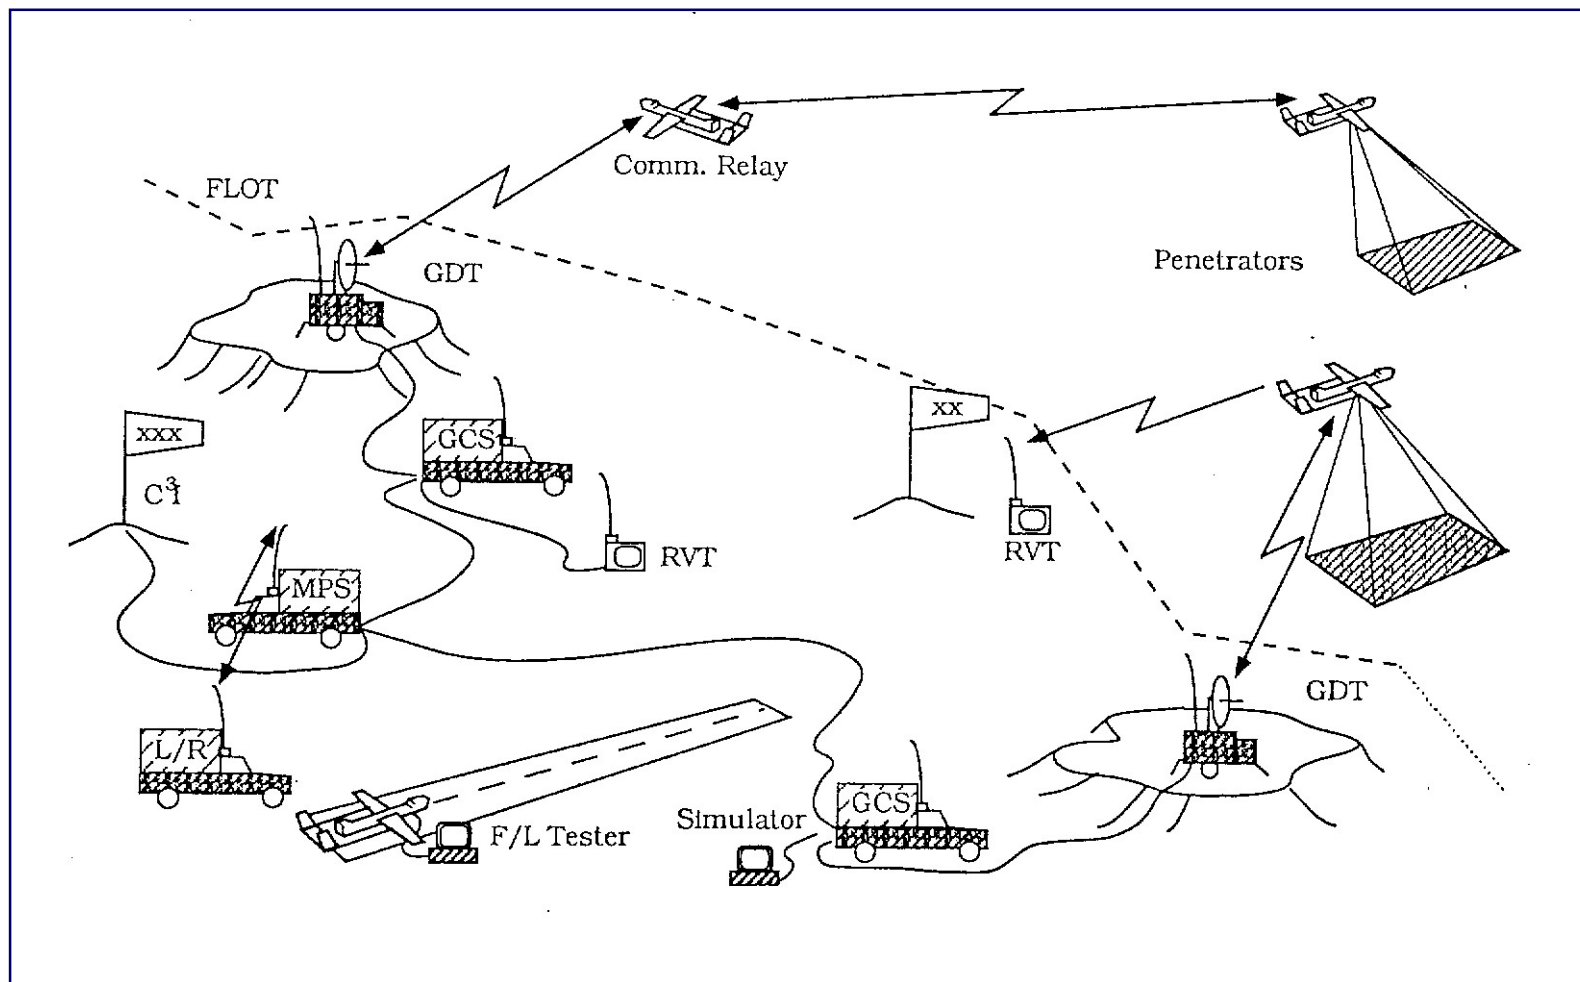 Comm. Relay
FLOT
Penetrators
GDT
xxx
GCS
xx
C³I
RVT
RVT
MPS
GDT
L/R
F/L Tester
Simulator
GCS